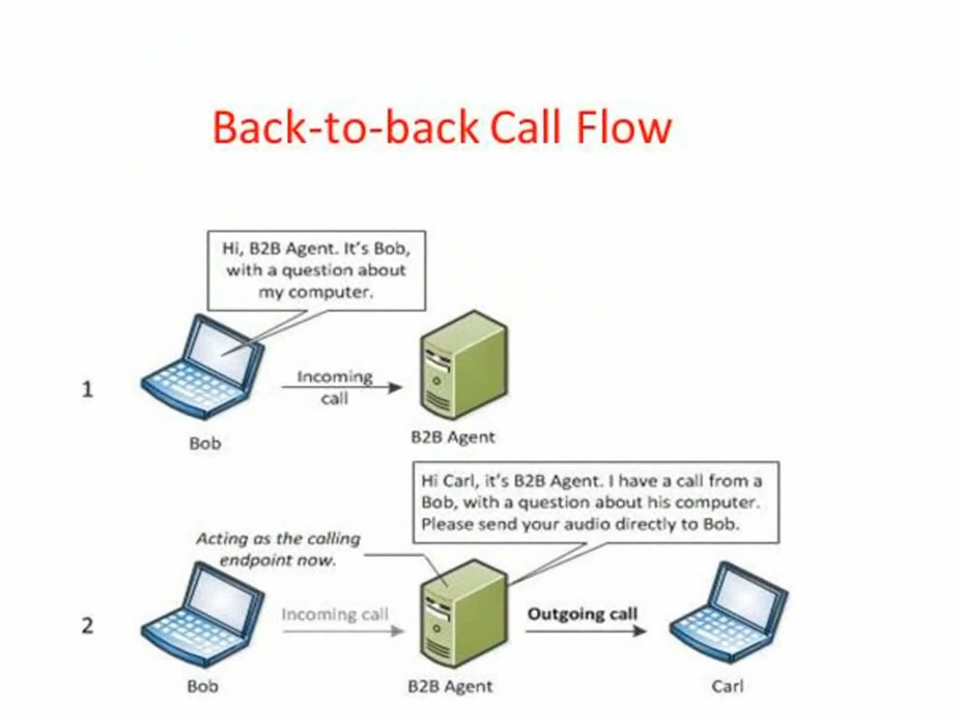 Back-to-back Call Flow
Hi, B2B Agent. It's Bob,
with a question about
my computer.
1
Incoming
call
Bob
B2B Agent
Hi Carl, it's B2B Agent. I have a call from a
Bob, with a question about his computer.
Please send your audio directly to Bob.
Acting as the calling
endpoint now.
2
Incoming call
Outgoing call
Bob
B2B Agent
Carl